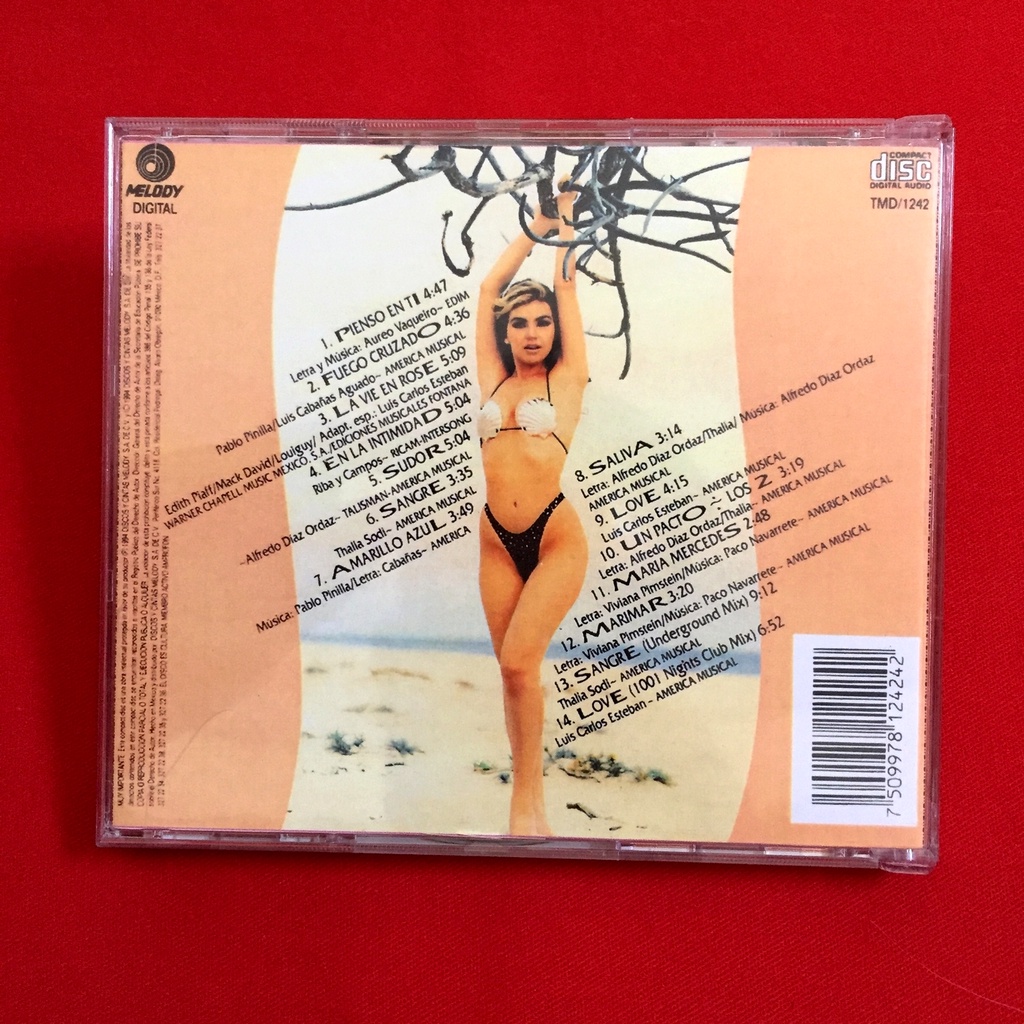 MELODY
DIGITAL
COMPACT
disc
DIGITAL AUDIO
TMD/1242
1. PIENSO EN TI 4:47
Letra y Música: Aureo Vaqueiro~ EDIM
2. FUEGO CRUZADO 4:36
Pablo Pinilla/Luis Cabañas Aguado~ AMERICA MUSICAL
3. LA VIE EN ROSE 5:09
Edith Piaff/Mack David/Louiguy/ Adapt. esp.: Luis Carlos Esteban
WARNER CHAPELL MUSIC MEXICO, S.A./EDICIONES MUSICALES FONTANA
4. EN LA INTIMIDAD 5:04
Riba y Campos~ RICAM-INTERSONG
5. SUDOR 5:04
~Alfredo Diaz Ordaz~ TALISMAN-AMERICA MUSICAL
6. SANGRE 3:35
Thalia Sodi~ AMERICA MUSICAL
7. AMARILLO AZUL 3:49
Música: Pablo Pinilla/Letra: Cabañas~ AMERICA
8. SALIVA 3:14
Letra: Alfredo Diaz Ordaz/Thalia/ Música: Alfredo Diaz Ordaz
AMERICA MUSICAL
9. LOVE 4:15
Luis Carlos Esteban~ AMERICA MUSICAL
10. UN PACTO ~ LOS 2 3:19
Letra: Alfredo Diaz Ordaz/Thalia~ AMERICA MUSICAL
11. MARIA MERCEDES 2:48
Letra: Viviana Pimstein/Música: Paco Navarrete~ AMERICA MUSICAL
12. MARIMAR 3:20
Letra: Viviana Pimstein/Música: Paco Navarrete ~ AMERICA MUSICAL
13. SANGRE (Underground Mix) 9:12
Thalia Sodi~ AMERICA MUSICAL
14. LOVE (1001 Nights Club Mix) 6:52
Luis Carlos Esteban ~ AMERICA MUSICAL
7 509978 124242